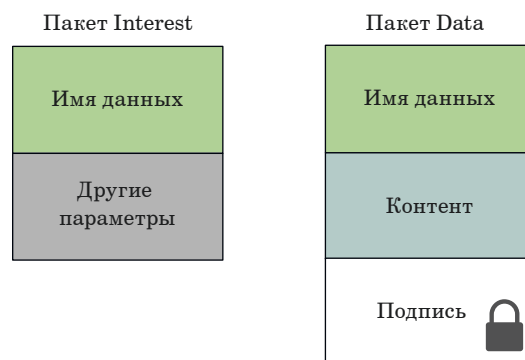 Пакет Interest
Имя данных
Другие
параметры
Пакет Data
Имя данных
Контент
Подпись